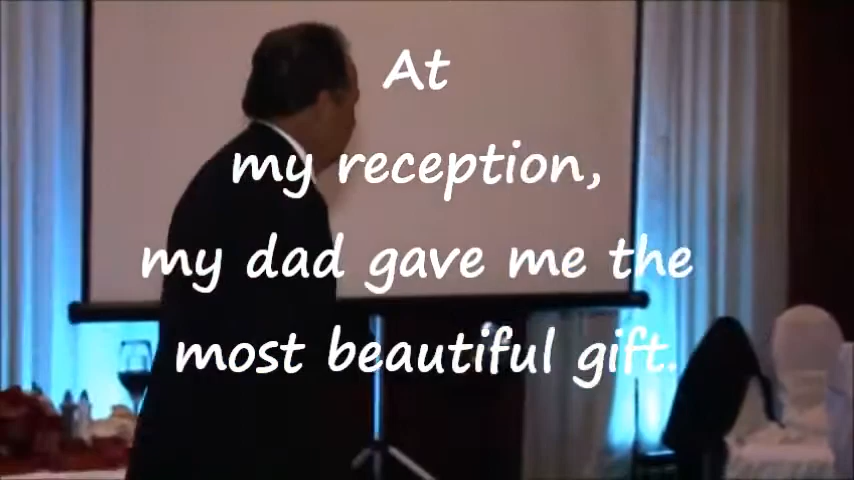 At
my reception,
my dad gave me the
most beautiful gift.